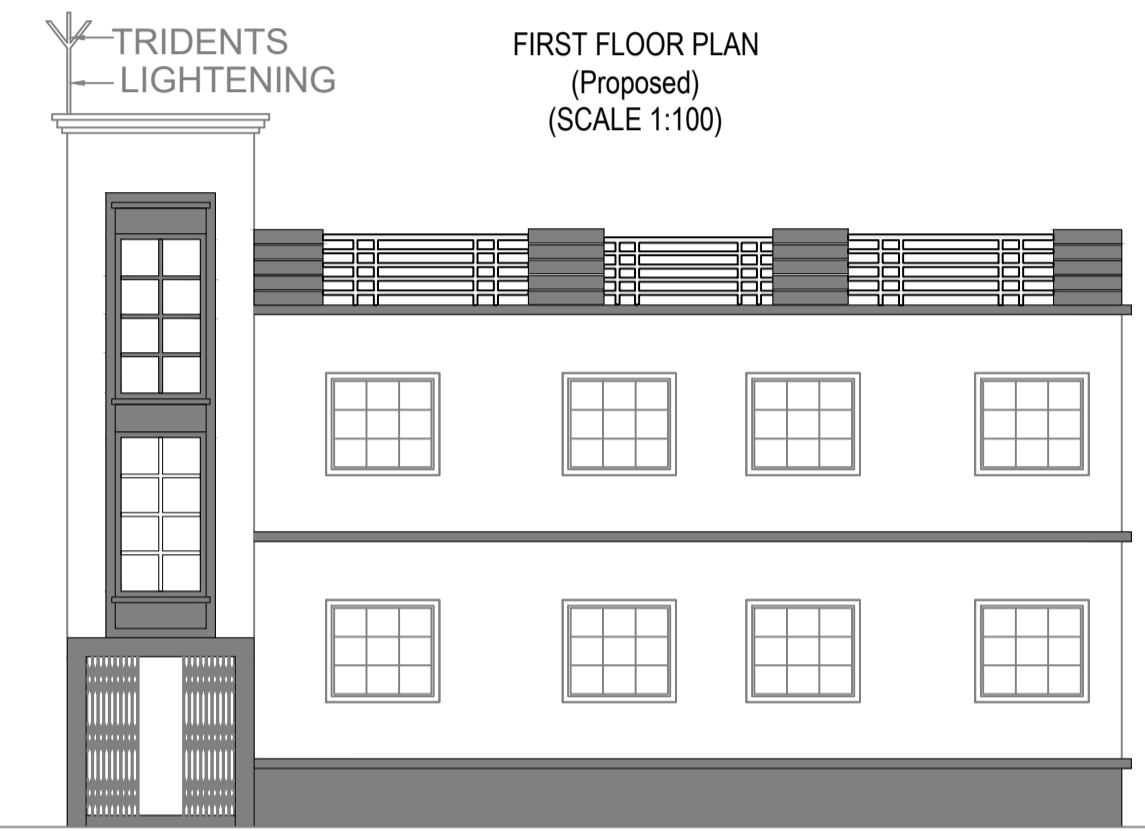 TRIDENTS
LIGHTENING
FIRST FLOOR PLAN
(Proposed)
(SCALE 1:100)